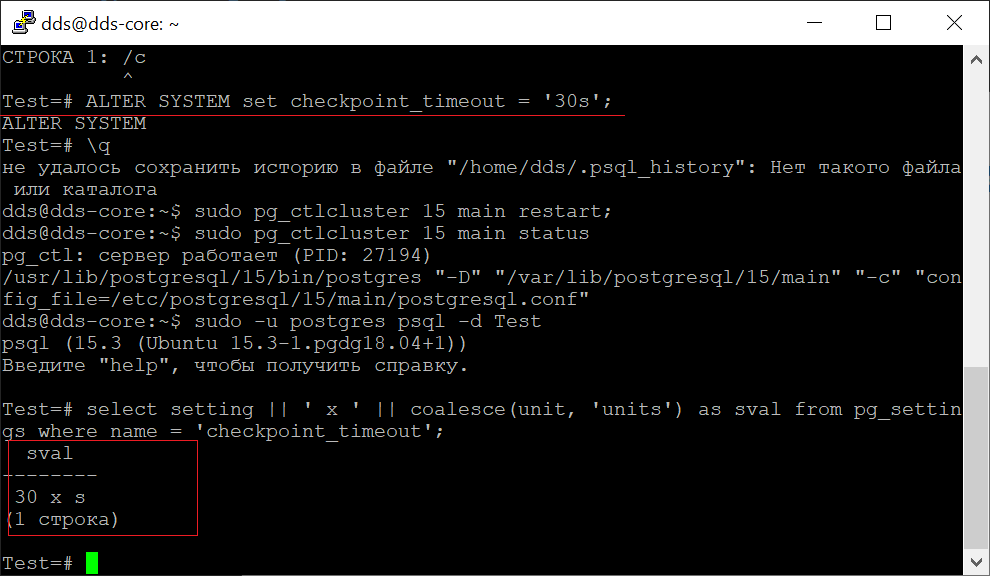 dds@dds-core: ~
СТРОКА 1: /c
^
Test=# ALTER SYSTEM set checkpoint_timeout = '30s';
ALTER SYSTEM
Test=# \q
не удалось сохранить историю в файле "/home/dds/.psql_history": Нет такого файла
или каталога
dds@dds-core:~$ sudo pg_ctlcluster 15 main restart;
dds@dds-core:~$ sudo pg_ctlcluster 15 main status
pg_ctl: сервер работает (PID: 27194)
/usr/lib/postgresql/15/bin/postgres "-D" "/var/lib/postgresql/15/main" "-c" "con
fig_file=/etc/postgresql/15/main/postgresql.conf"
dds@dds-core:~$ sudo -u postgres psql -d Test
psql (15.3 (Ubuntu 15.3-1.pgdg18.04+1))
Введите "help", чтобы получить справку.
Test=# select setting || ' x ' || coalesce(unit, 'units') as sval from pg_settin
gs where name = 'checkpoint_timeout';
sval
--------
30 x s
(1 строка)
Test=#